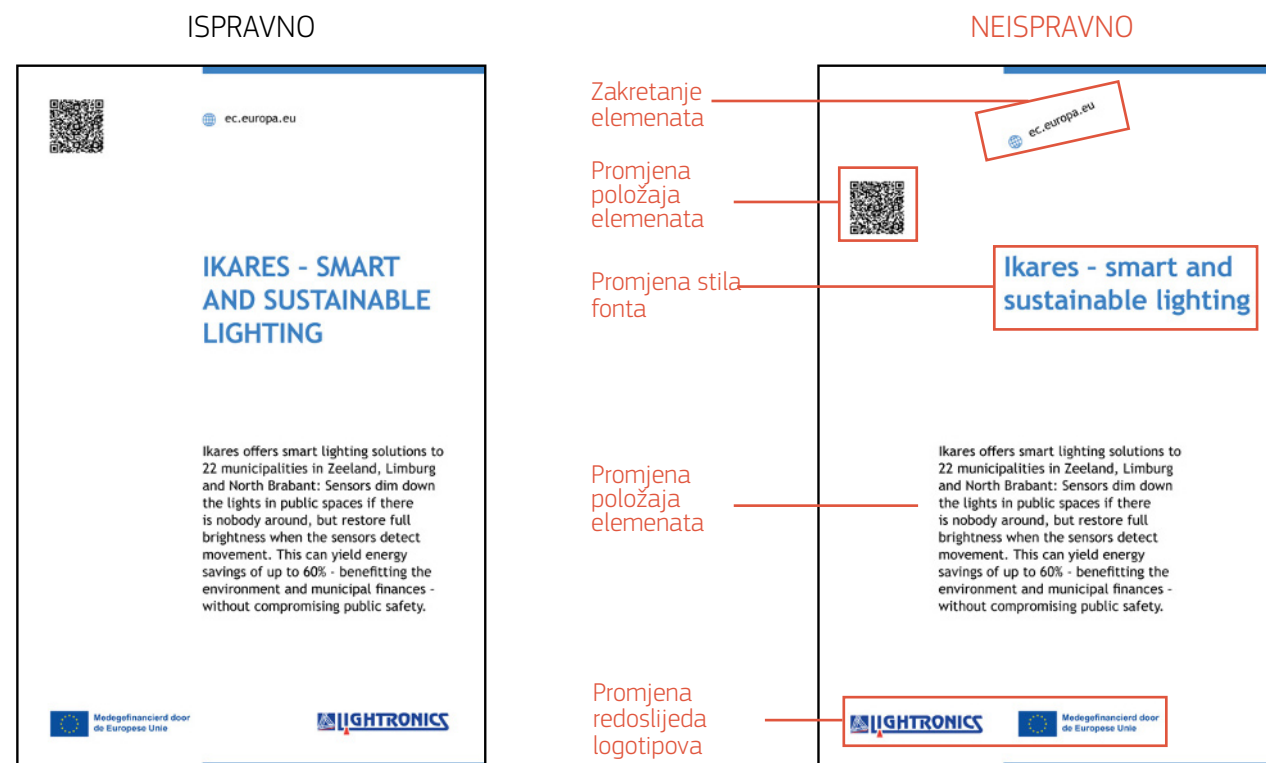 ISPRAVNO
ec.europa.eu
IKARES - SMART
AND SUSTAINABLE
LIGHTING
Ikares offers smart lighting solutions to
22 municipalities in Zeeland, Limburg
and North Brabant: Sensors dim down
the lights in public spaces if there
is nobody around, but restore full
brightness when the sensors detect
movement. This can yield energy
savings of up to 60% - benefitting the
environment and municipal finances -
without compromising public safety.
Medegefinancierd door
de Europese Unie
LIGHTRONICS
NEISPRAVNO
Zakretanje
elemenata
Promjena
položaja
elemenata
Promjena stila
fonta
Promjena
položaja
elemenata
Promjena
redoslijeda
logotipova
ec.europa.eu
Ikares - smart and
sustainable lighting
Ikares offers smart lighting solutions to
22 municipalities in Zeeland, Limburg
and North Brabant: Sensors dim down
the lights in public spaces if there
is nobody around, but restore full
brightness when the sensors detect
movement. This can yield energy
savings of up to 60% - benefitting the
environment and municipal finances -
without compromising public safety.
LIGHTRONICS
Medegefinancierd door
de Europese Unie